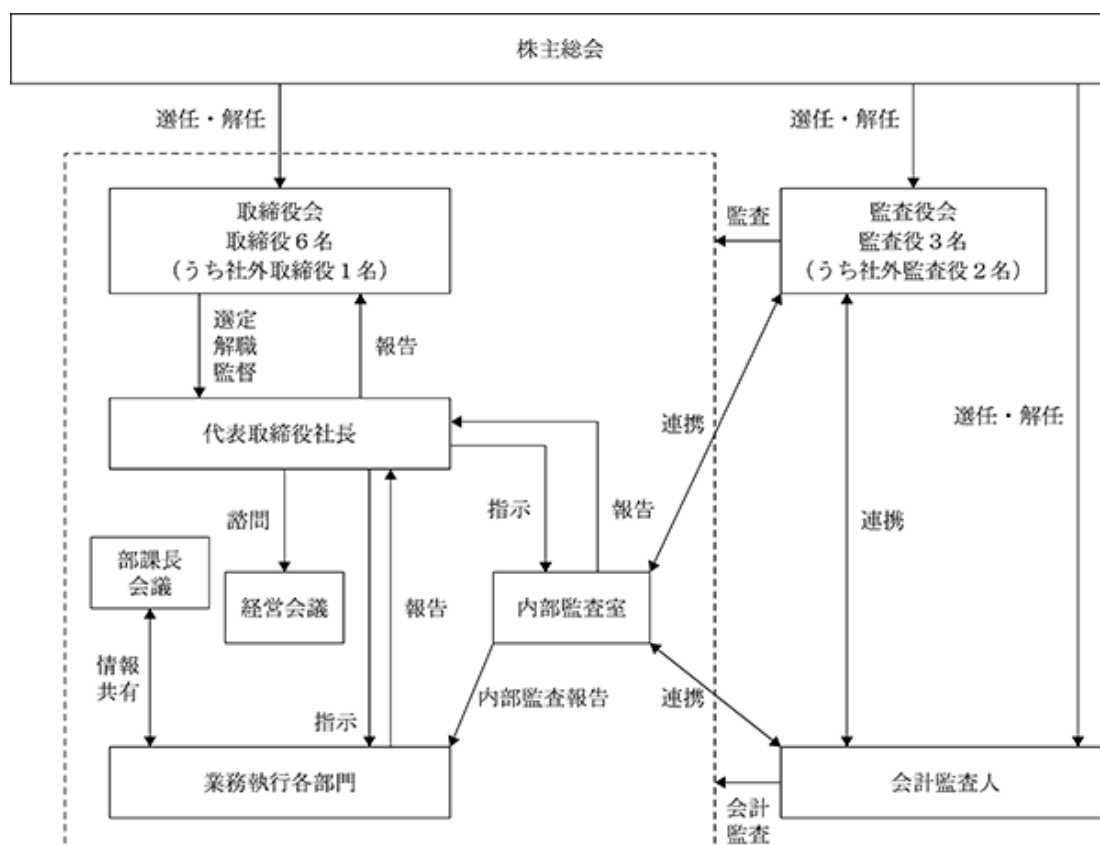 株主総会
選任・解任
選任・解任
取締役会
取締役6名
（うち社外取締役1名）
監査
監査役会
監査役3名
（うち社外監査役2名）
選定
解職
監督
報告
代表取締役社長
連携
選任・解任
諮問
指示
報告
連携
部課長
会議
経営会議
報告
内部監査室
情報
共有
内部監査報告
連携
指示
業務執行各部門
会計監査人
会計
監査